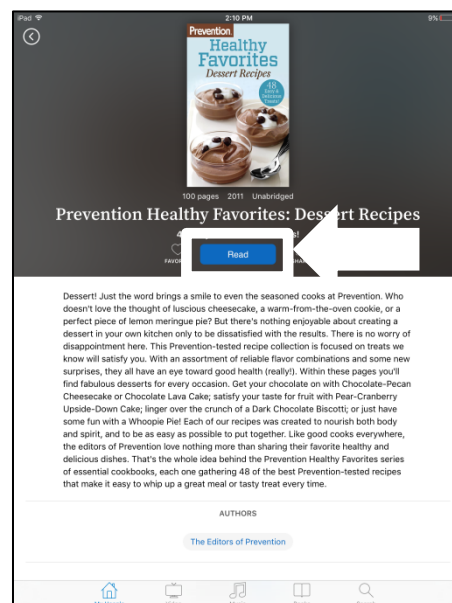 iPad 2:10 PM 9%
Prevention.
Healthy
Favorites
Dessert Recipes
48
Easy &
Delicious
Treats!
100 pages 2011 Unabridged
Prevention Healthy Favorites: Dessert Recipes
Read
Dessert! Just the word brings a smile to even the seasoned cooks at Prevention. Who
doesn't love the thought of luscious cheesecake, a warm-from-the-oven cookie, or a
perfect piece of lemon meringue pie? But there's nothing enjoyable about creating a
dessert in your own kitchen only to be dissatisfied with the results. There is no worry of
disappointment here. This Prevention-tested recipe collection is focused on treats we
know will satisfy you. With an assortment of reliable flavor combinations and some new
surprises, they all have an eye toward good health (really!). Within these pages you'll
find fabulous desserts for every occasion. Get your chocolate on with Chocolate-Pecan
Cheesecake or Chocolate Lava Cake; satisfy your taste for fruit with Pear-Cranberry
Upside-Down Cake; linger over the crunch of a Dark Chocolate Biscotti; or just have
some fun with a Whoopie Pie! Each of our recipes was created to nourish both body
and spirit, and to be as easy as possible to put together. Like good cooks everywhere,
the editors of Prevention love nothing more than sharing their favorite healthy and
delicious dishes. That's the whole idea behind the Prevention Healthy Favorites series
of essential cookbooks, each one gathering 48 of the best Prevention-tested recipes
that make it easy to whip up a great meal or tasty treat every time.
AUTHORS
The Editors of Prevention